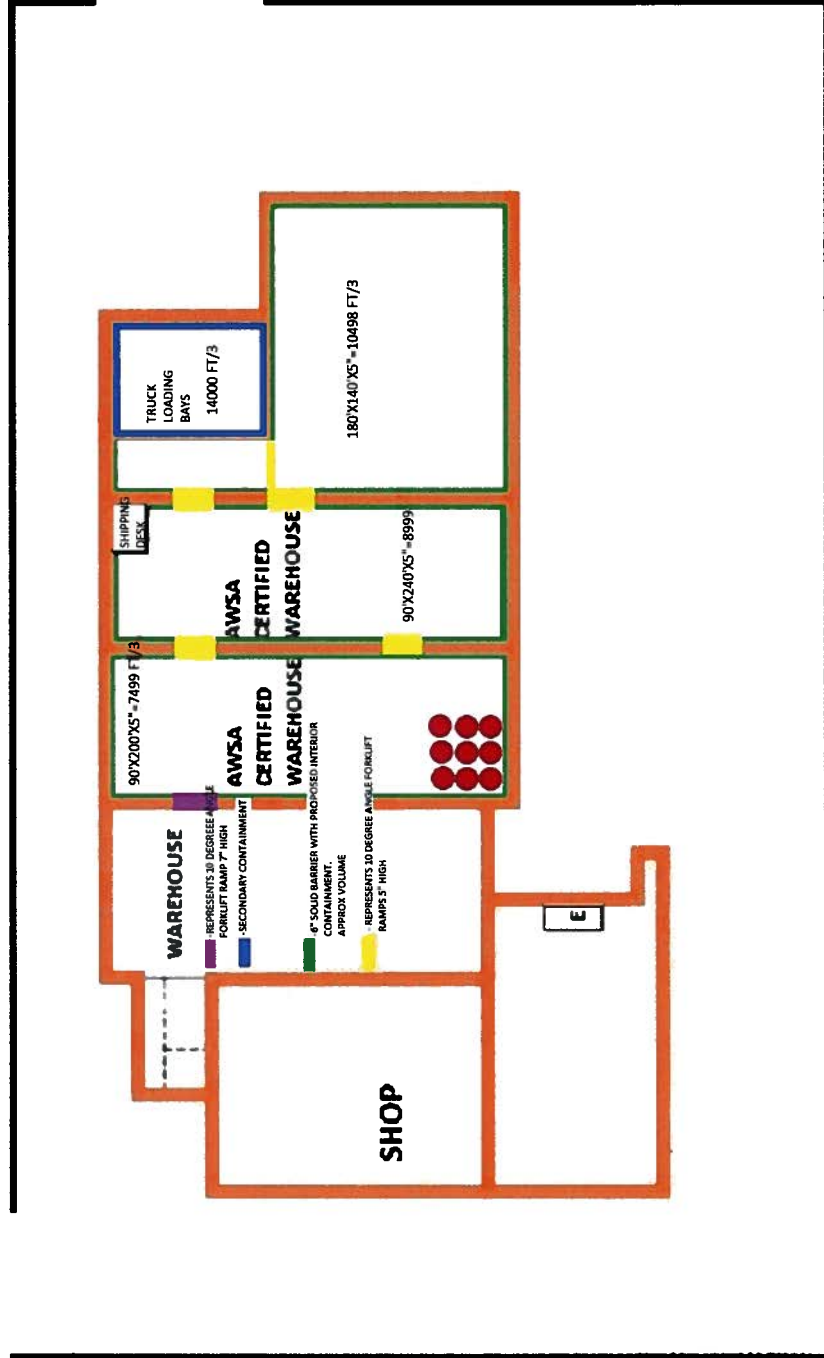 SHOP
E
WAREHOUSE
-REPRESENTS 10 DEGREEE ANGLE
FORKLIFT RAMP 7" HIGH
-SECONDARY CONTAINMENT
-6" SOLID BARRIER WITH PROPOSED INTERIOR
CONTAINMENT.
APPROX VOLUME
- REPRESENTS 10 DEGREE ANGLE FORKLIFT
RAMPS 5" HIGH
90'X200'X5"=7499 FT/3
AWSA
CERTIFIED
WAREHOUSE
AWSA
CERTIFIED
WAREHOUSE
90'X240'X5"=8999
SHIPPING
DESK
TRUCK
LOADING
BAYS
14000 FT/3
180'X140'X5"=10498 FT/3